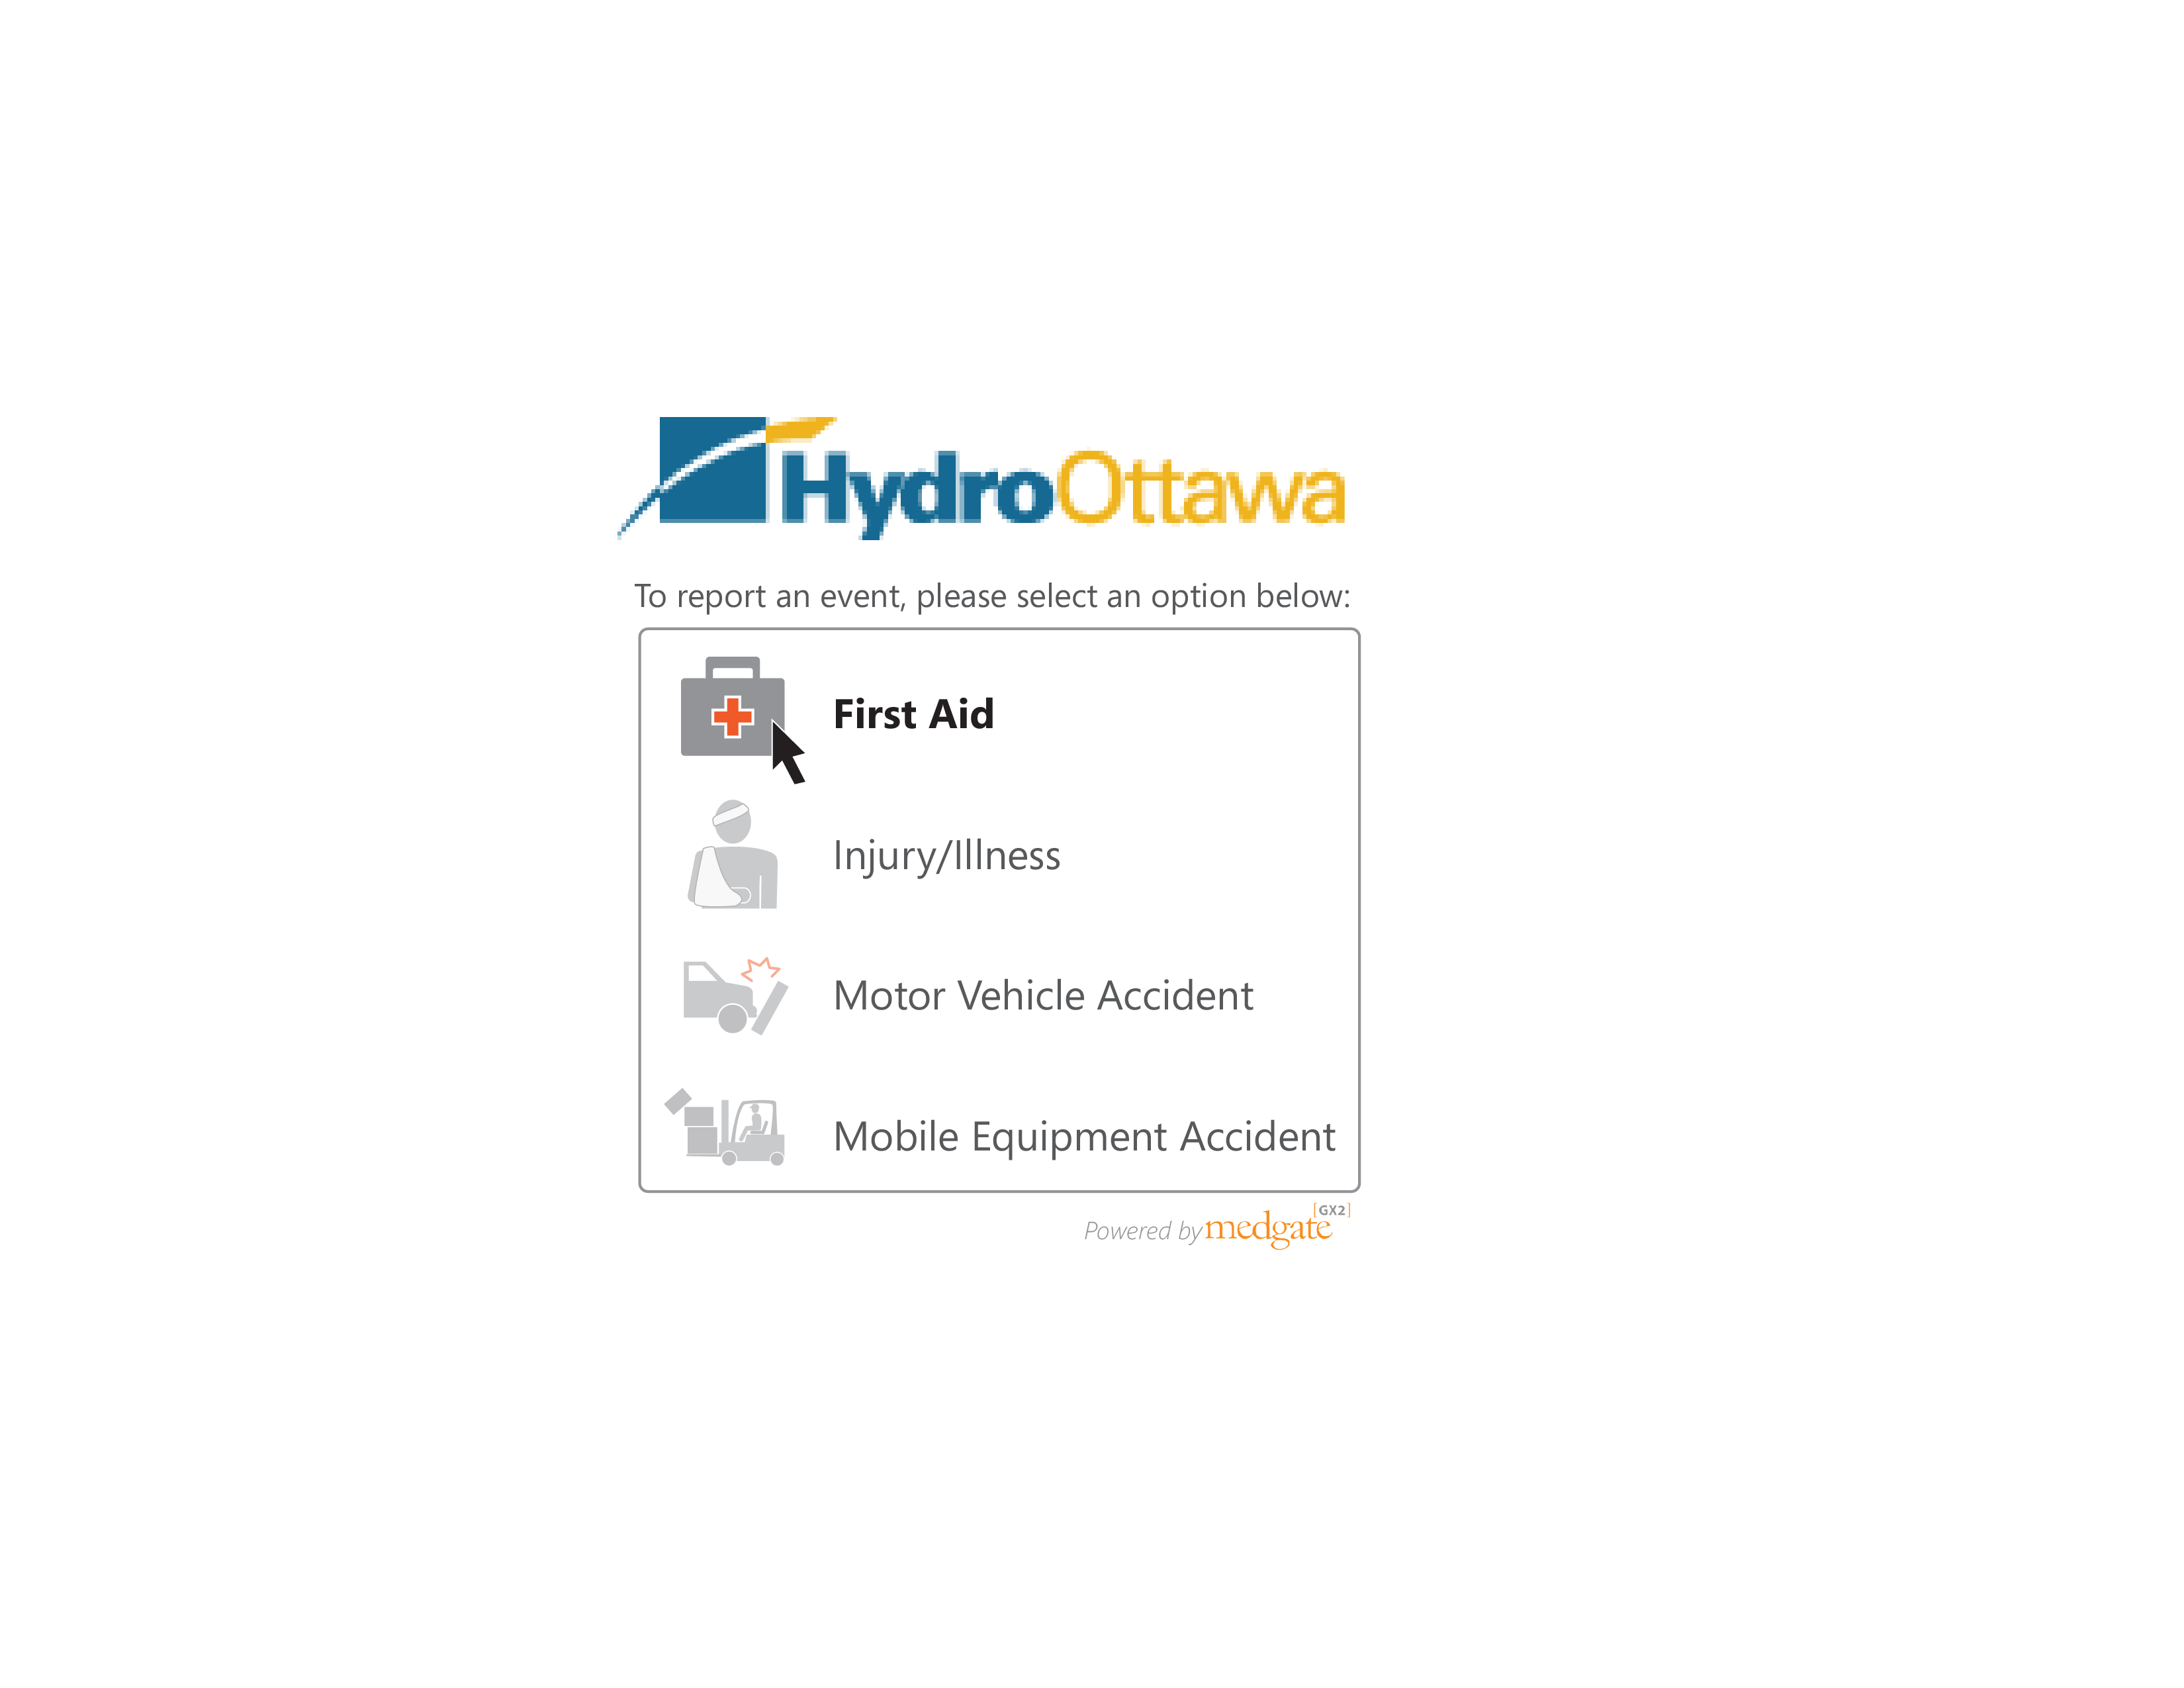 HydroOttawa
To report an event, please select an option below:
First Aid
Injury/Illness
Motor Vehicle Accident
Mobile Equipment Accident
Powered by medgate [GX2]